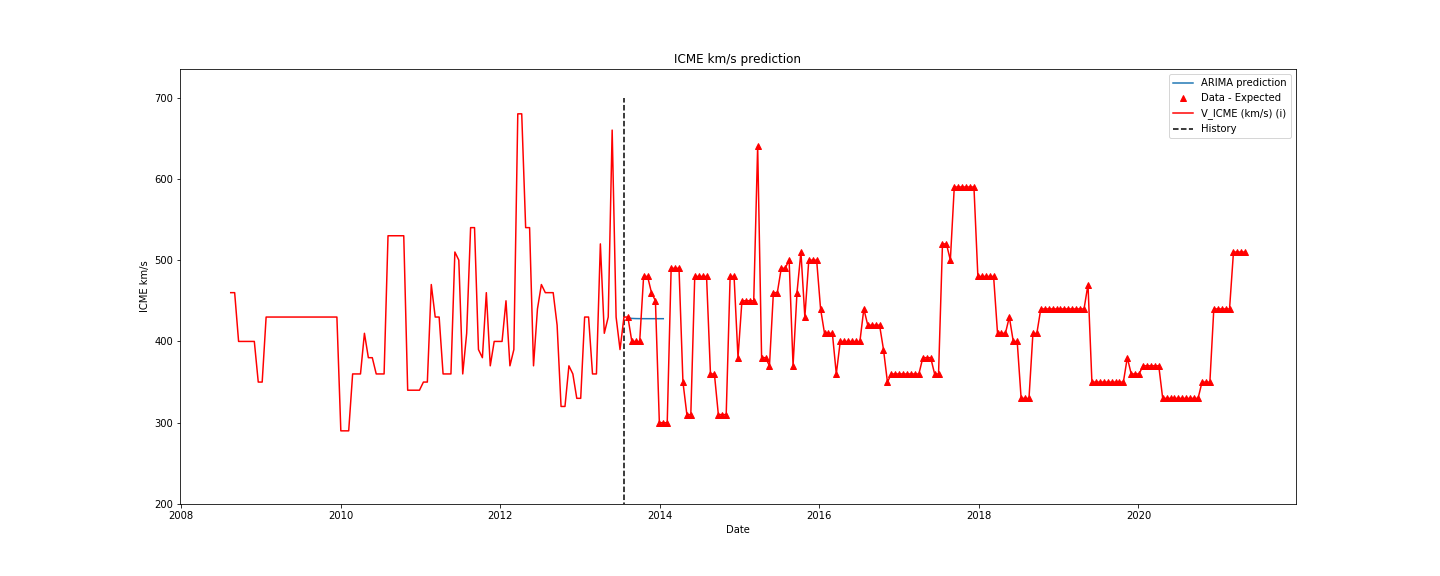 ICME km/s prediction
ARIMA prediction
Data - Expected
V_ICME (km/s) (i)
History
700
600
500
400
300
200
ICME km/s
2008
2010
2012
2014
2016
2018
2020
Date